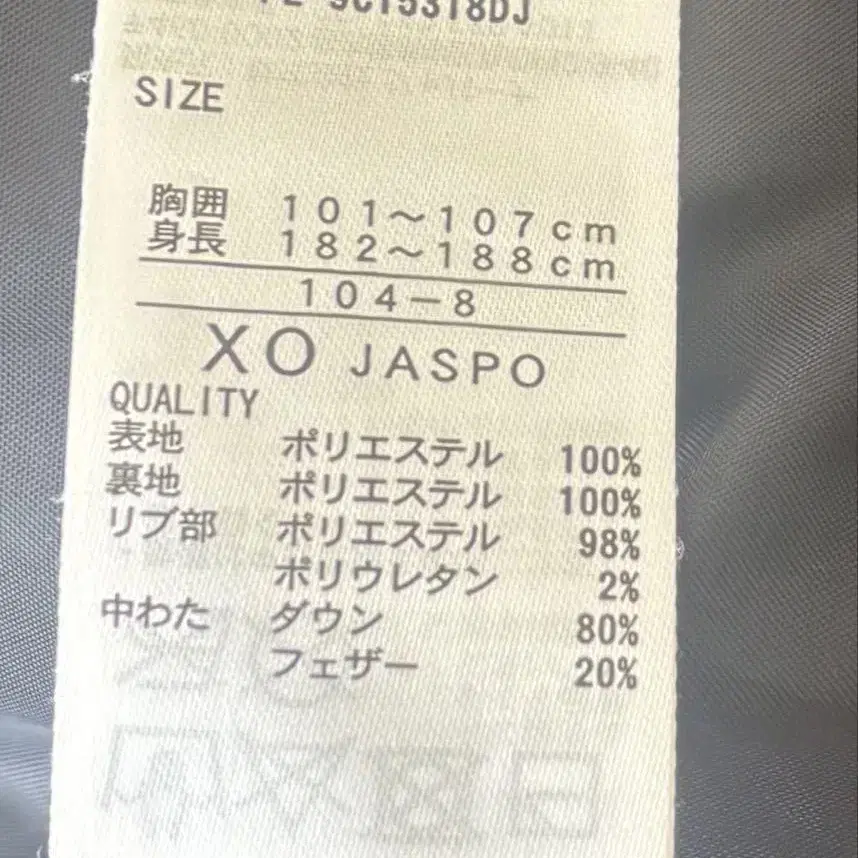 9CT5318DJ
SIZE
胸囲 101～107cm
身長 182～188cm
104－8
XO JASPO
QUALITY
表地 ポリエステル 100%
裏地 ポリエステル 100%
リブ部 ポリエステル 98%
ポリウレタン 2%
中わた ダウン 80%
フェザー 20%